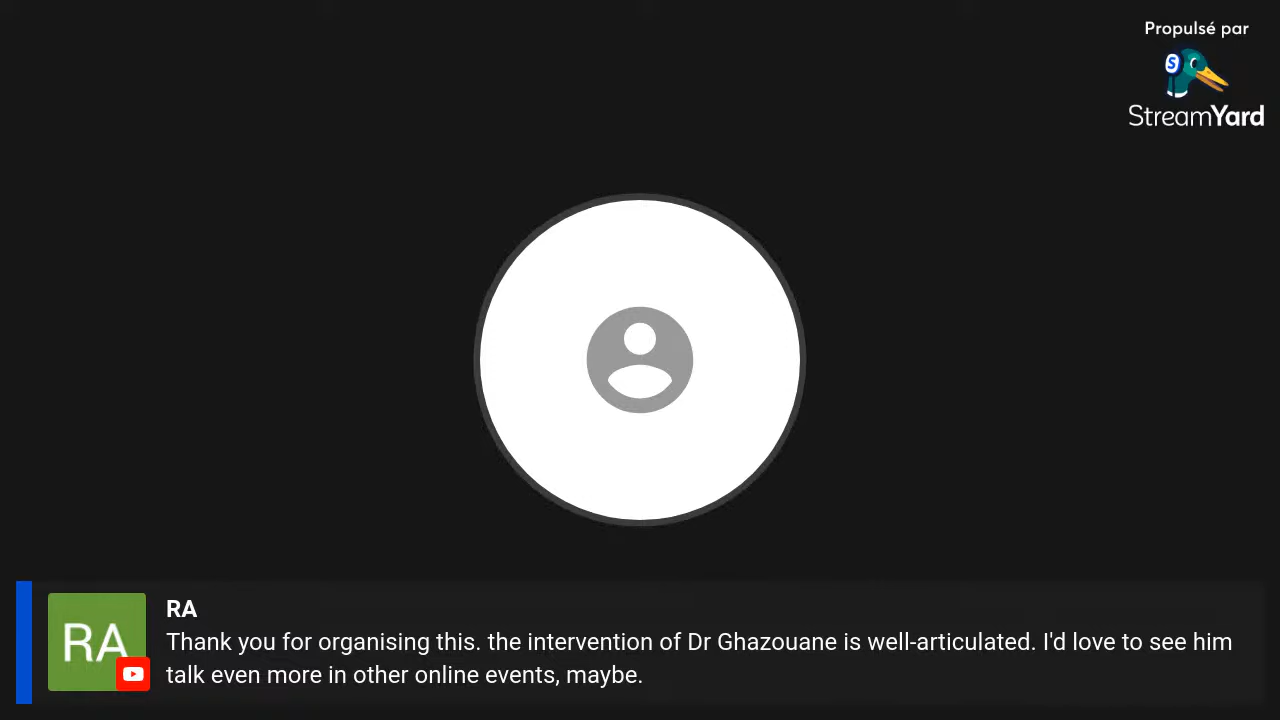 Propulsé par
S
StreamYard
RA
RA
Thank you for organising this. the intervention of Dr Ghazouane is well-articulated. I'd love to see him
talk even more in other online events, maybe.